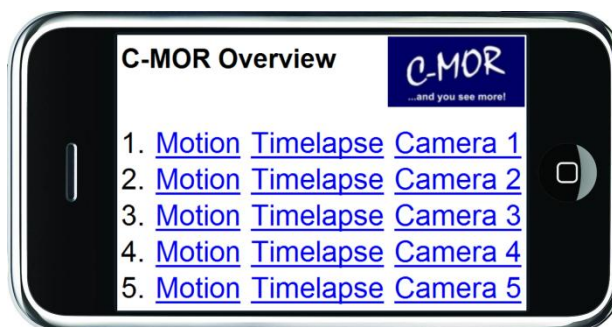 C-MOR Overview
C-MOR
...and you see more!
1. Motion Timelapse Camera 1
2. Motion Timelapse Camera 2
3. Motion Timelapse Camera 3
4. Motion Timelapse Camera 4
5. Motion Timelapse Camera 5